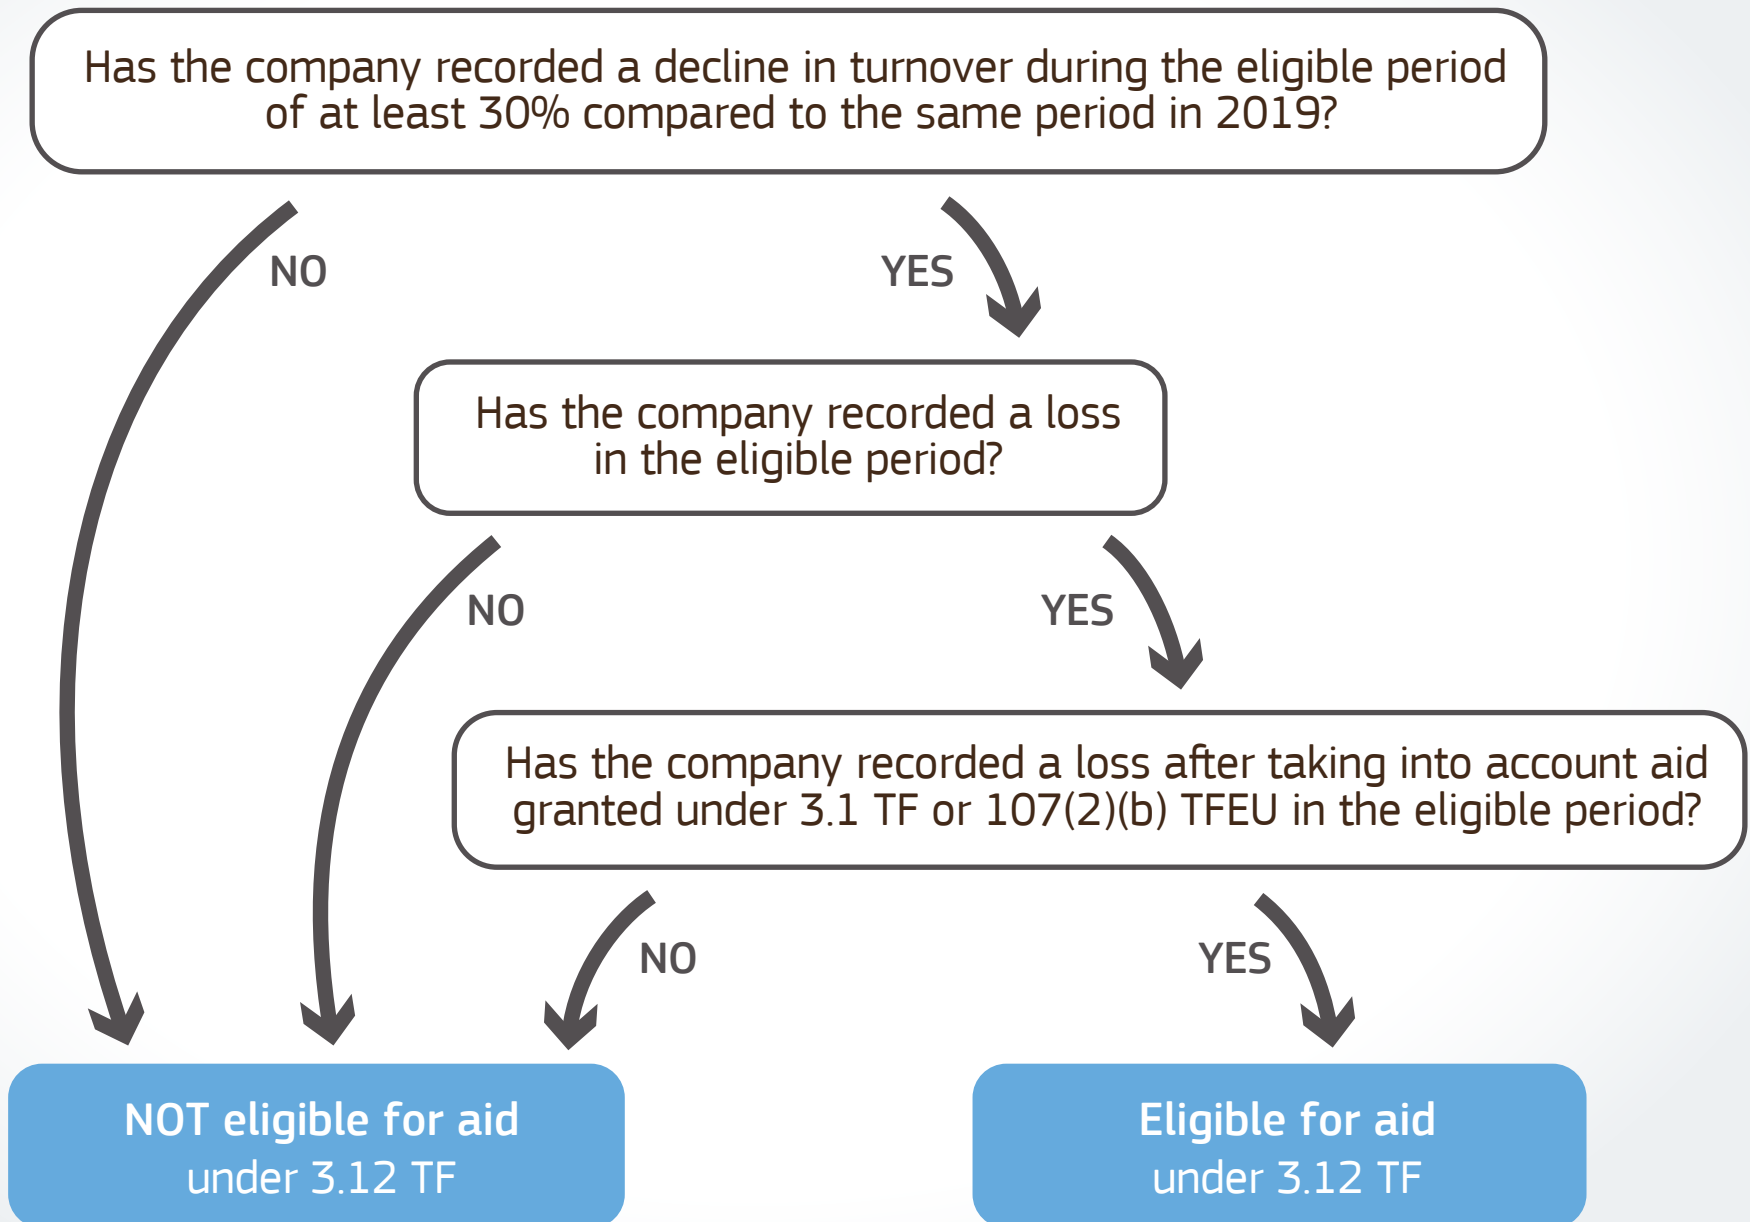 Has the company recorded a decline in turnover during the eligible period
of at least 30% compared to the same period in 2019?
NO
YES
Has the company recorded a loss
in the eligible period?
NO
YES
Has the company recorded a loss after taking into account aid
granted under 3.1 TF or 107(2)(b) TFEU in the eligible period?
NO
YES
NOT eligible for aid
under 3.12 TF
Eligible for aid
under 3.12 TF